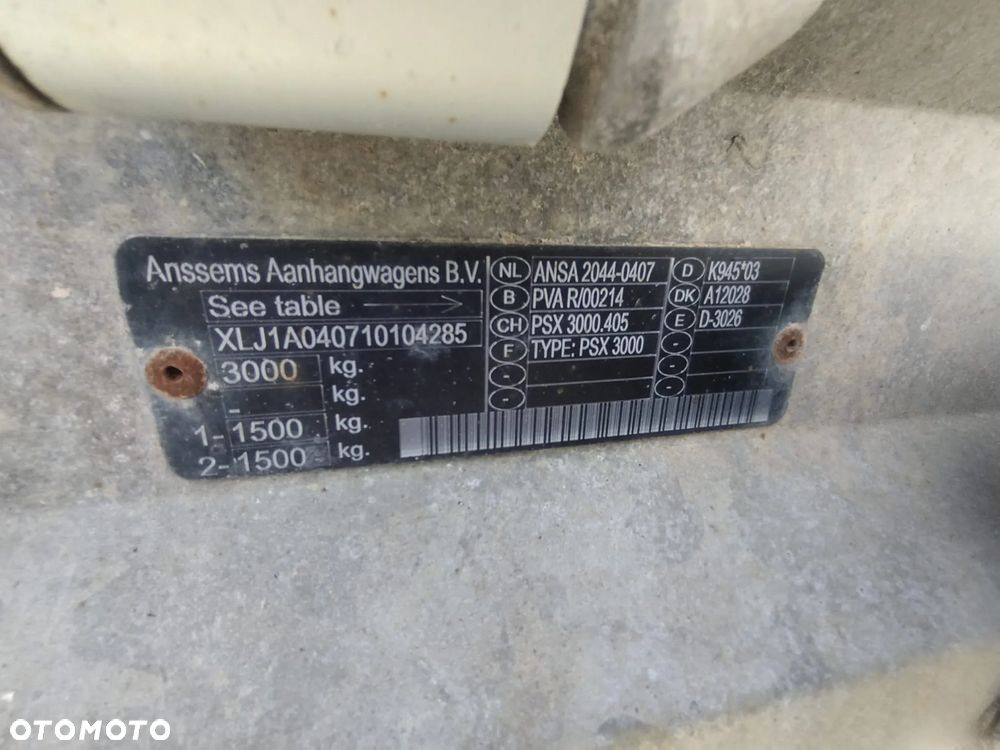 Anssems Aanhangwagens B.V.
See table
XLJ1A040710104285
3000 kg.
- kg.
1- 1500 kg.
2- 1500 kg.
NL ANSA 2044-0407
B PVA R/00214
CH PSX 3000.405
F TYPE: PSX 3000
-
-
D K945*03
DK A12028
E D-3026
-
-
OTOMOTO